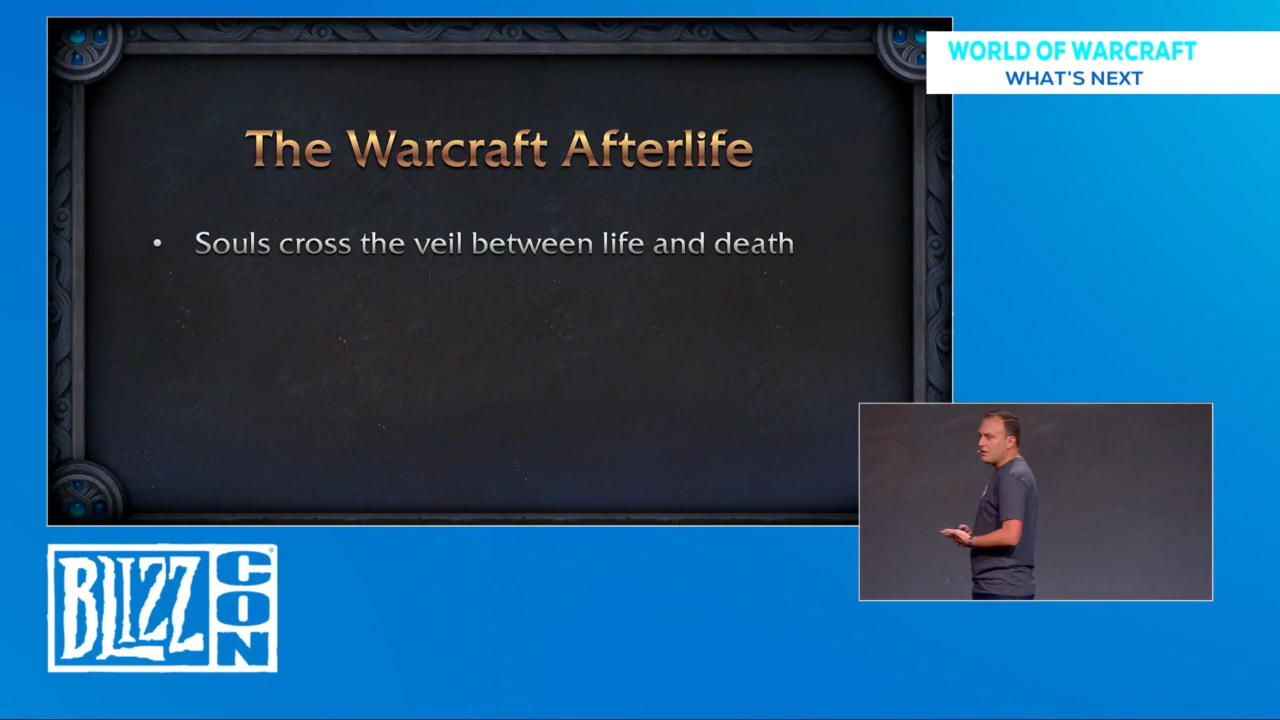 WORLD OF WARCRAFT
WHAT'S NEXT
The Warcraft Afterlife
• Souls cross the veil between life and death
BLIZZ
CON